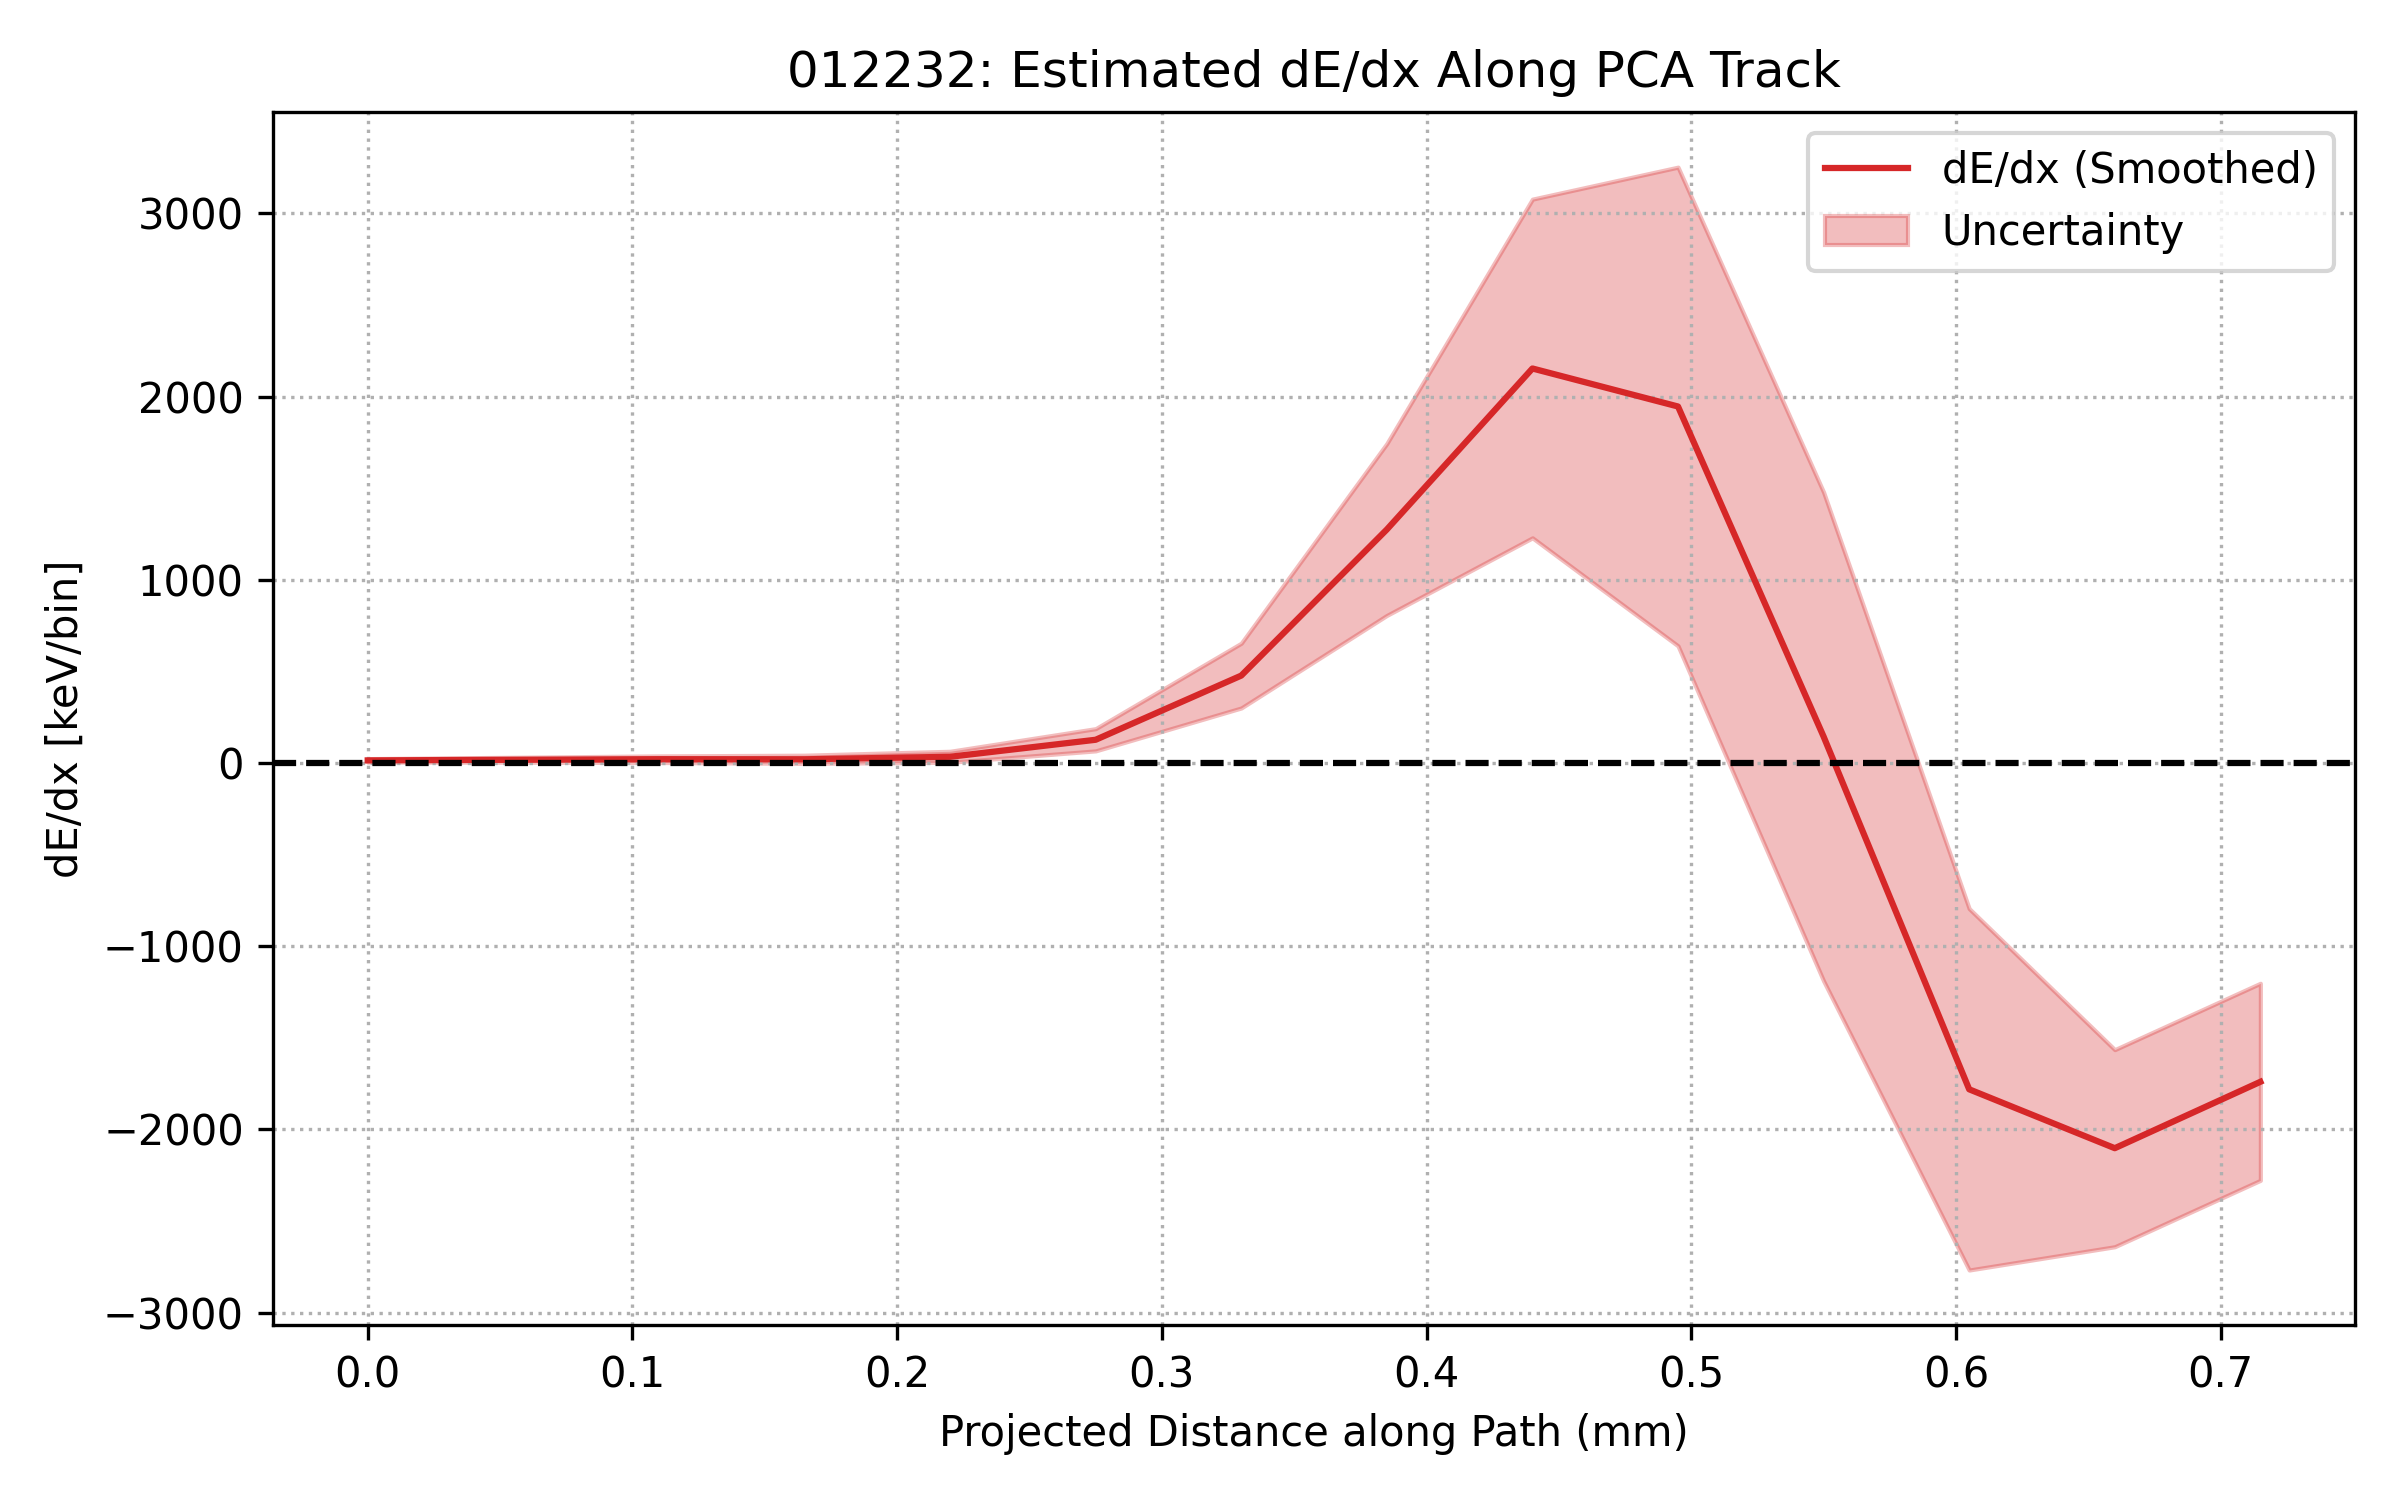 012232: Estimated dE/dx Along PCA Track
dE/dx (Smoothed)
Uncertainty
dE/dx [keV/bin]
3000
2000
1000
0
−1000
−2000
−3000
0.0 0.1 0.2 0.3 0.4 0.5 0.6 0.7
Projected Distance along Path (mm)